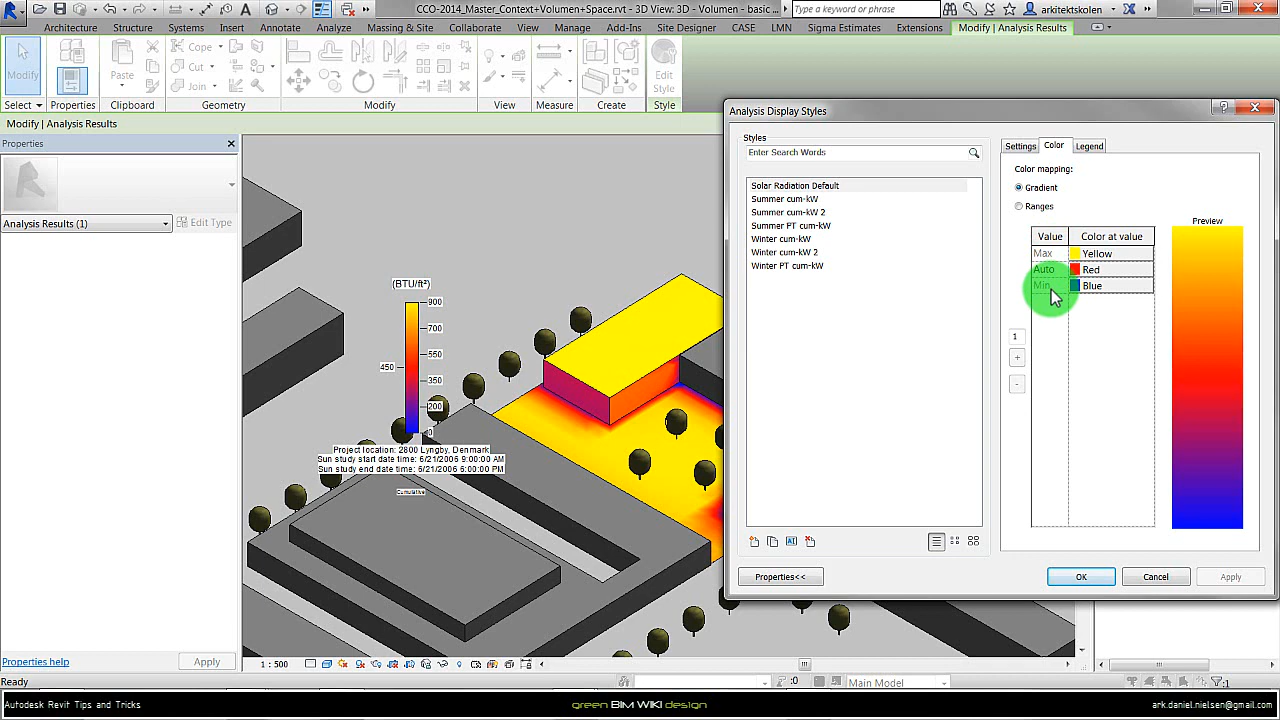 CCO-2014_Master_Context+Volumen+Space.rvt - 3D View: 3D - Volumen - basic ...
Type a keyword or phrase
arkitektskolen
Architecture
Structure
Systems
Insert
Annotate
Analyze
Massing & Site
Collaborate
View
Manage
Add-Ins
Site Designer
CASE
LMN
Sigma Estimates
Extensions
Modify | Analysis Results
Modify
Properties
Paste
Cope
Cut
Join
Edit
Style
Select
Properties
Clipboard
Geometry
Modify
View
Measure
Create
Style
Modify | Analysis Results
Properties
Analysis Results (1)
Edit Type
Properties help
Apply
(BTU/ft²)
900
700
550
450
350
200
0
Project location: 2800 Lyngby, Denmark
Sun study start date time: 6/21/2006 9:00:00 AM
Sun study end date time: 6/21/2006 6:00:00 PM
Cumulative
Analysis Display Styles
Styles
Enter Search Words
Solar Radiation Default
Summer cum-kW
Summer cum-kW 2
Summer PT cum-kW
Winter cum-kW
Winter cum-kW 2
Winter PT cum-kW
Settings
Color
Legend
Color mapping:
Gradient
Ranges
Value
Color at value
Max
Yellow
Auto
Red
Min
Blue
1
+
-
Preview
Properties<<
OK
Cancel
Apply
1 : 500
Ready
:0
Main Model
:1
Autodesk Revit Tips and Tricks
green BIM WIKI design
ark.daniel.nielsen@gmail.com